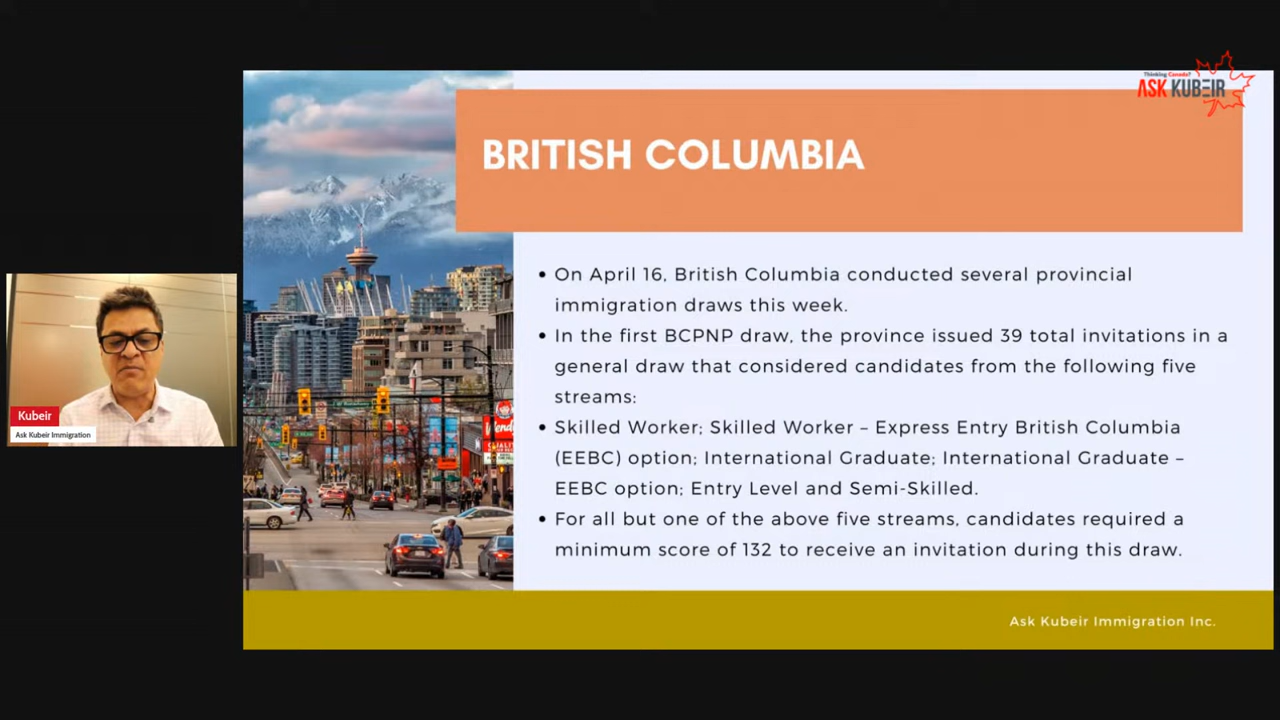 Thinking Canada?
ASK KUBEIR
BRITISH COLUMBIA
• On April 16, British Columbia conducted several provincial
immigration draws this week.
• In the first BCPNP draw, the province issued 39 total invitations in a
general draw that considered candidates from the following five
streams:
• Skilled Worker; Skilled Worker – Express Entry British Columbia
(EEBC) option; International Graduate; International Graduate –
EEBC option; Entry Level and Semi-Skilled.
• For all but one of the above five streams, candidates required a
minimum score of 132 to receive an invitation during this draw.
Kubeir
Ask Kubeir Immigration
Ask Kubeir Immigration Inc.